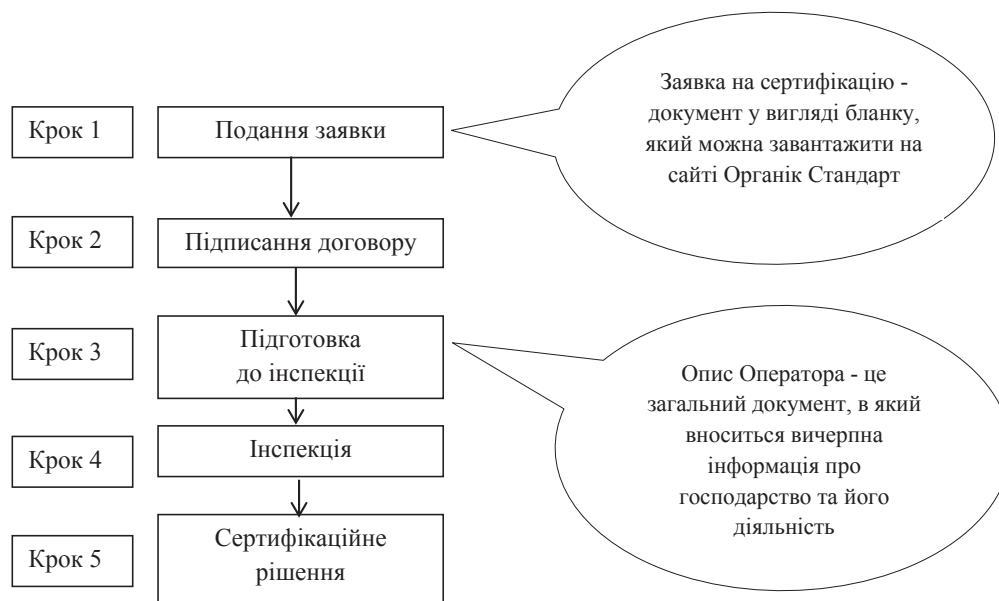 Крок 1
Подання заявки
Заявка на сертифікацію -
документ у вигляді бланку,
який можна завантажити на
сайті Органік Стандарт
Крок 2
Підписання договору
Крок 3
Підготовка
до інспекції
Опис Оператора - це
загальний документ, в який
вноситься вичерпна
інформація про
господарство та його
діяльність
Крок 4
Інспекція
Крок 5
Сертифікаційне
рішення